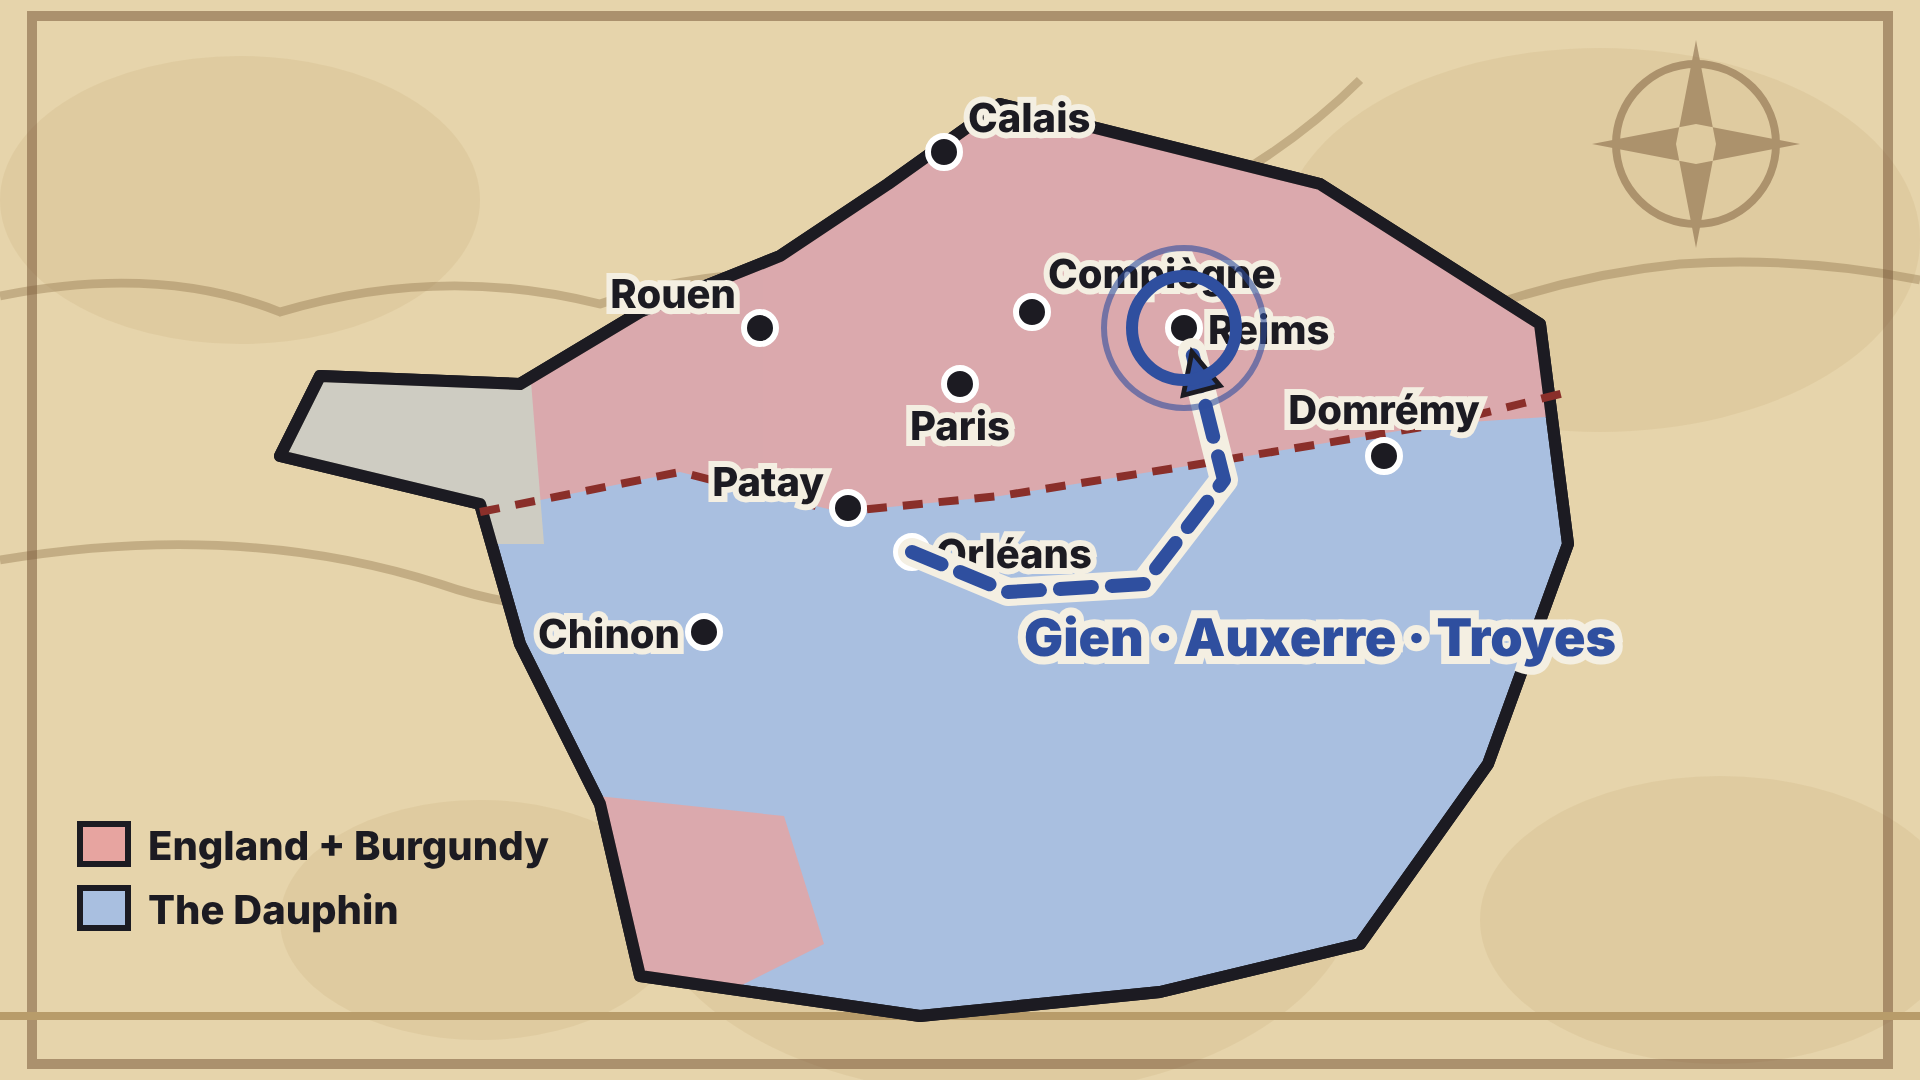 Calais
Compiègne
Rouen
Reims
Domrémy
Paris
Patay
Orléans
Chinon
Gien · Auxerre · Troyes
England + Burgundy
The Dauphin